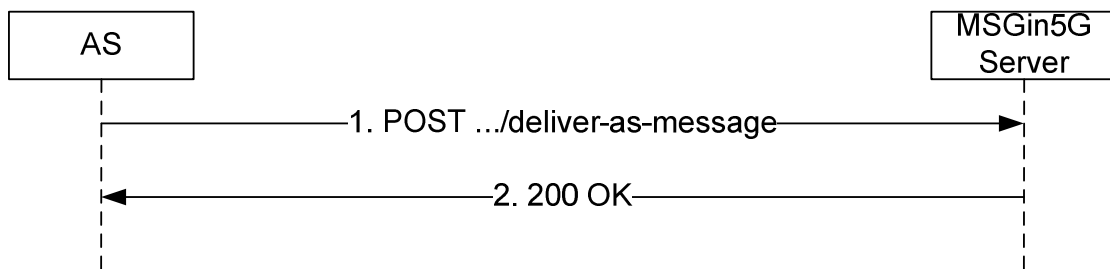 AS
MSGin5G
Server
1. POST .../deliver-as-message
2. 200 OK